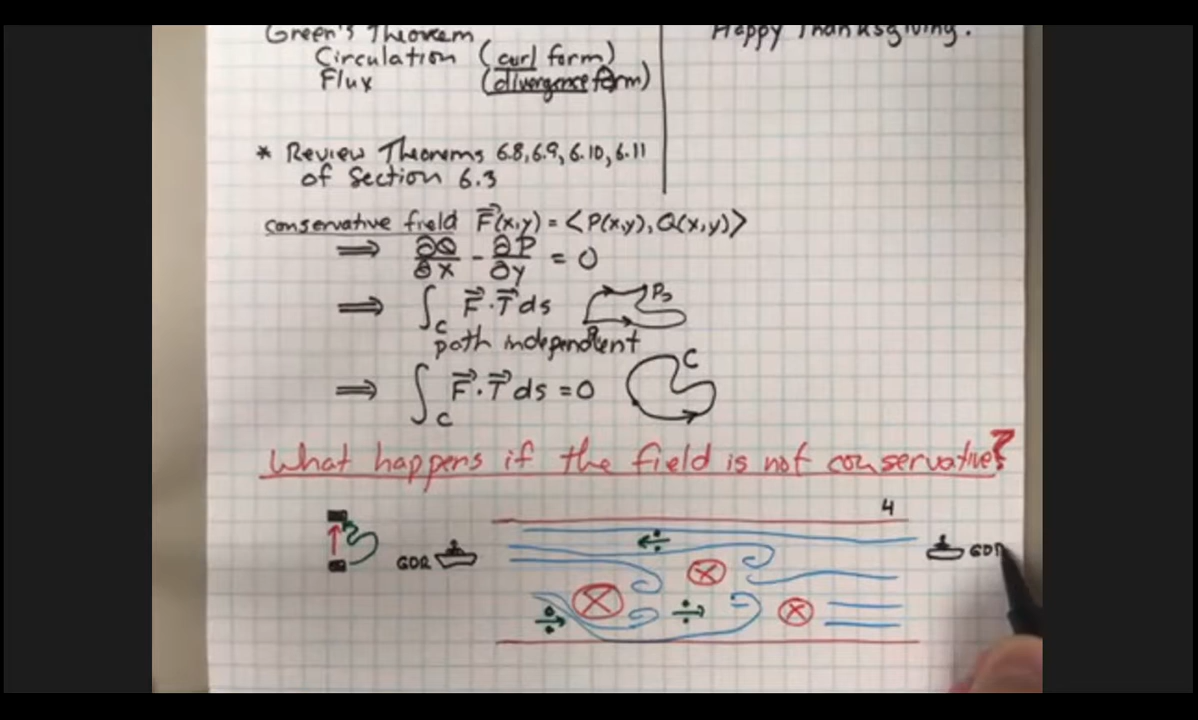 Green's Theorem
Circulation (curl form)
Flux (divergence form)
Happy Thanksgiving.
* Review Theorems 6.8, 6.9, 6.10, 6.11
of Section 6.3
conservative field F⃗(x,y) = <P(x,y), Q(x,y)>
⟹ ∂Q/∂x - ∂P/∂y = 0
⟹ ∫_C F⃗·T⃗ ds
path independent
⟹ ∫_C F⃗·T⃗ ds = 0 C
What happens if the field is not conservative?
4
GDR